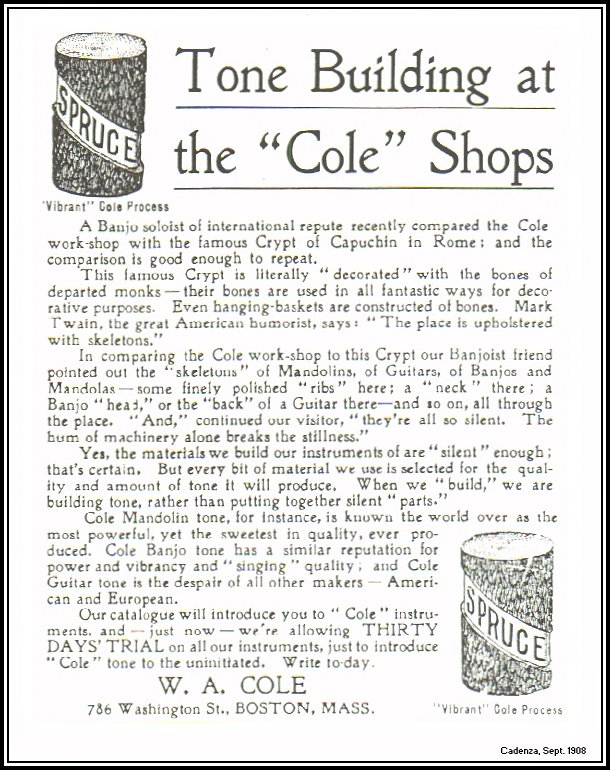 SPRUCE
"Vibrant" Cole Process
Tone Building at
the "Cole" Shops
A Banjo soloist of international repute recently compared the Cole
work-shop with the famous Crypt of Capuchin in Rome; and the
comparison is good enough to repeat.
This famous Crypt is literally "decorated" with the bones of
departed monks — their bones are used in all fantastic ways for deco-
rative purposes. Even hanging-baskets are constructed of bones. Mark
Twain, the great American humorist, says: "The place is upholstered
with skeletons."
In comparing the Cole work-shop to this Crypt our Banjoist friend
pointed out the "skeletons" of Mandolins, of Guitars, of Banjos and
Mandolas — some finely polished "ribs" here; a "neck" there; a
Banjo "head," or the "back" of a Guitar there—and so on, all through
the place. "And," continued our visitor, "they're all so silent. The
hum of machinery alone breaks the stillness."
Yes, the materials we build our instruments of are "silent" enough;
that's certain. But every bit of material we use is selected for the qual-
ity and amount of tone it will produce. When we "build," we are
building tone, rather than putting together silent "parts."
Cole Mandolin tone, for instance, is known the world over as the
most powerful, yet the sweetest in quality, ever pro-
duced. Cole Banjo tone has a similar reputation for
power and vibrancy and "singing" quality; and Cole
Guitar tone is the despair of all other makers — Ameri-
can and European.
Our catalogue will introduce you to "Cole" instru-
ments, and — just now — we're allowing THIRTY
DAYS' TRIAL on all our instruments, just to introduce
"Cole" tone to the uninitiated. Write to-day.
W. A. COLE
786 Washington St., BOSTON, MASS.
SPRUCE
"Vibrant" Cole Process
Cadenza, Sept. 1908